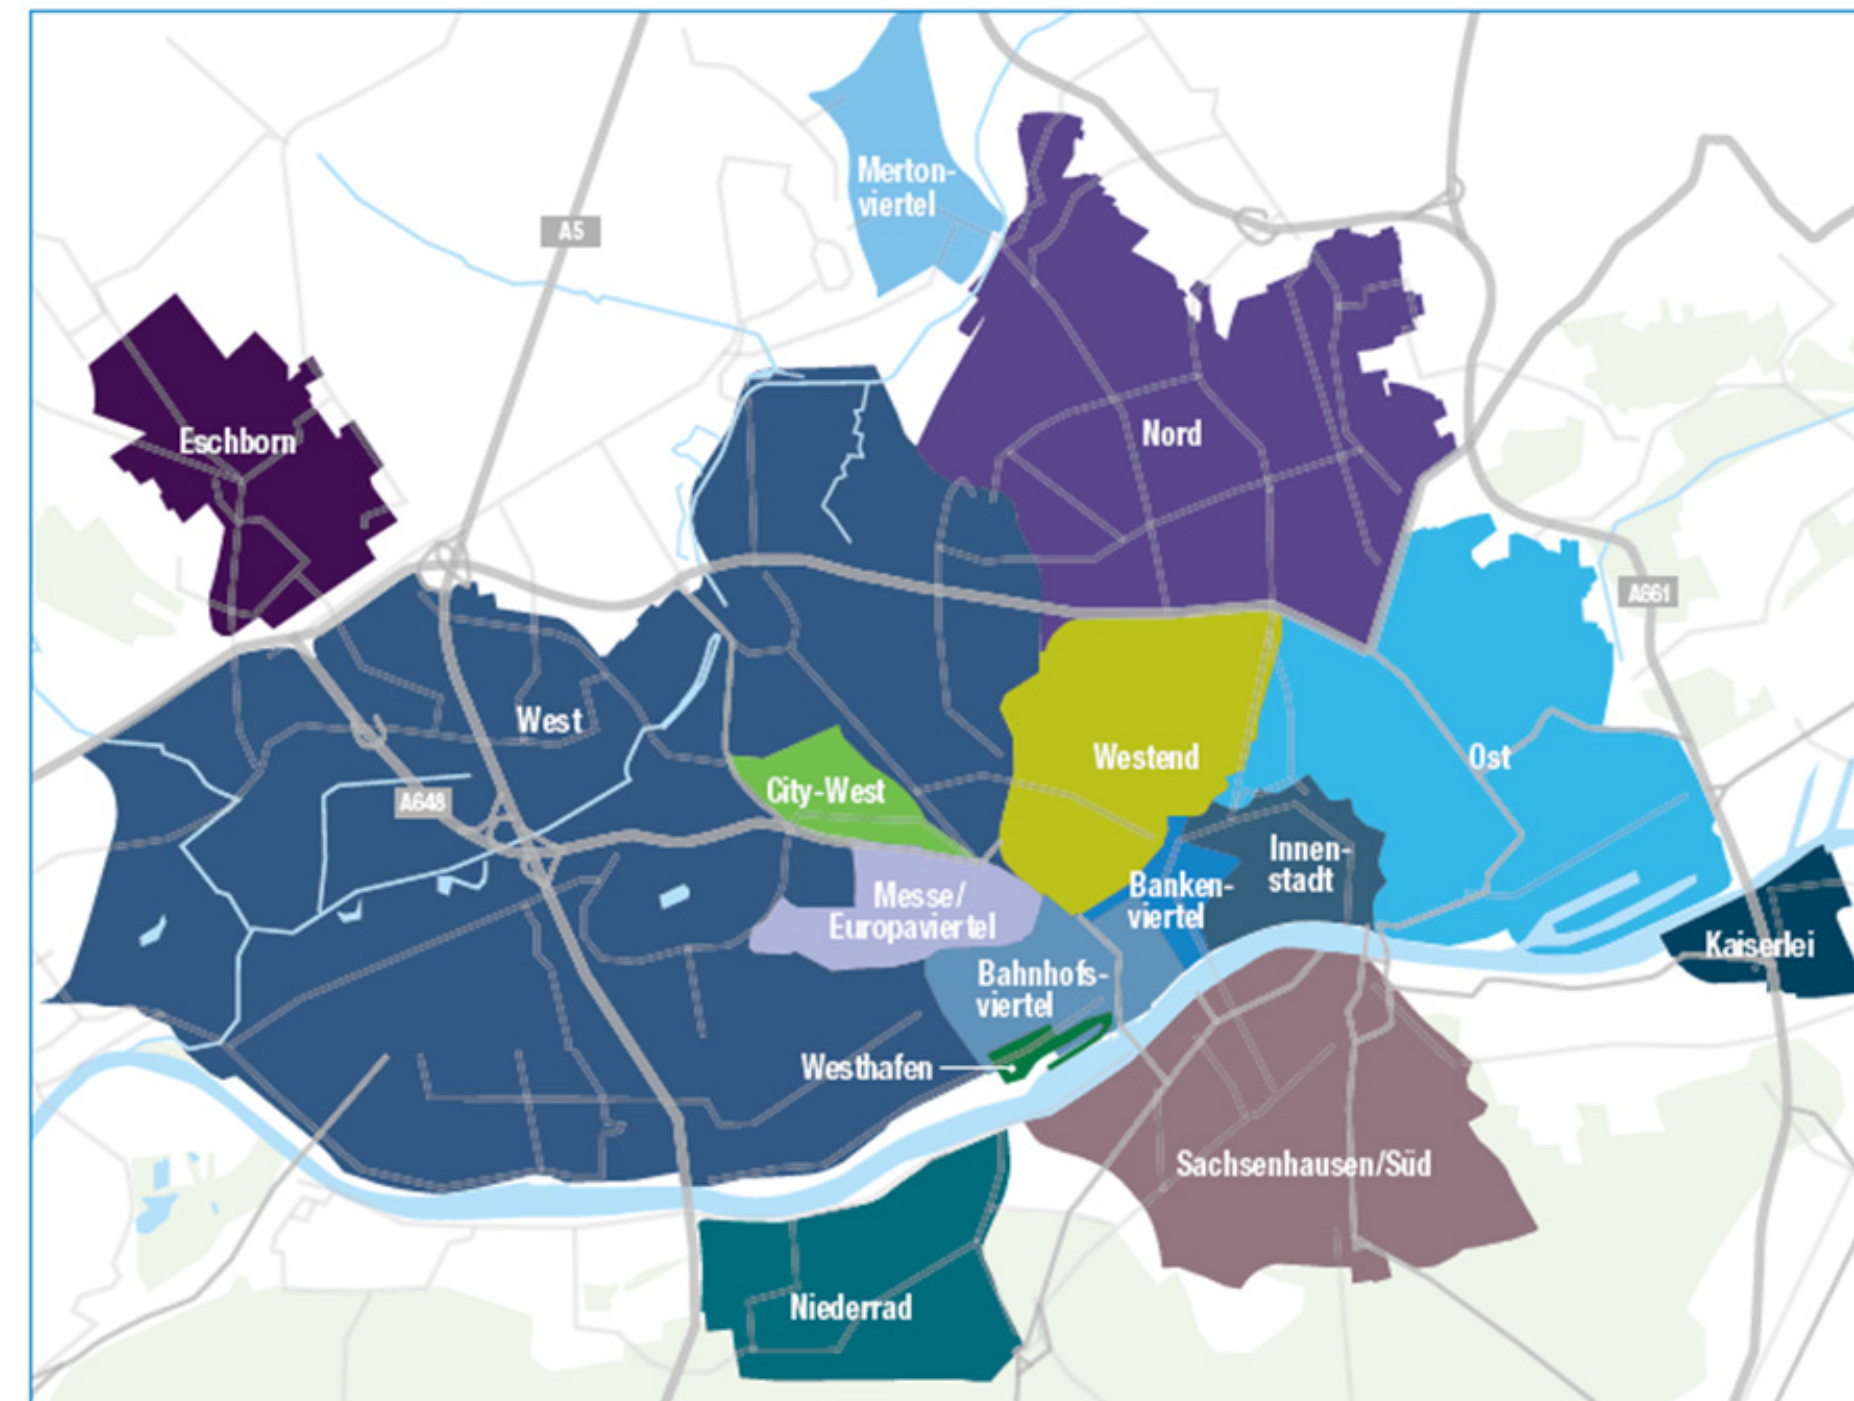 Merton-
viertel
A5
Eschborn
Nord
A661
West
Westend
Ost
City-West
A648
Innen-
stadt
Messe/
Europaviertel
Banken-
viertel
Kaiserlei
Bahnhofs-
viertel
Westhafen
Sachsenhausen/Süd
Niederrad